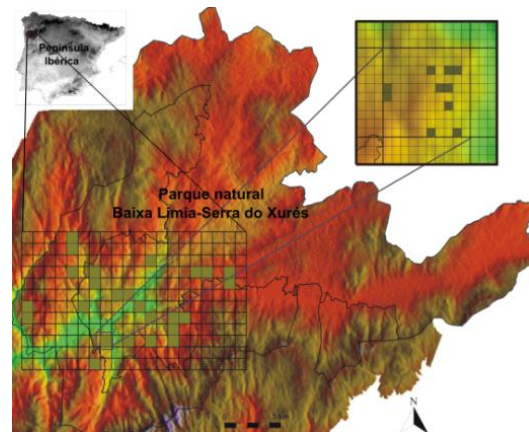 Península
Ibérica
Parque natural
Baixa Limia-Serra do Xurés
N